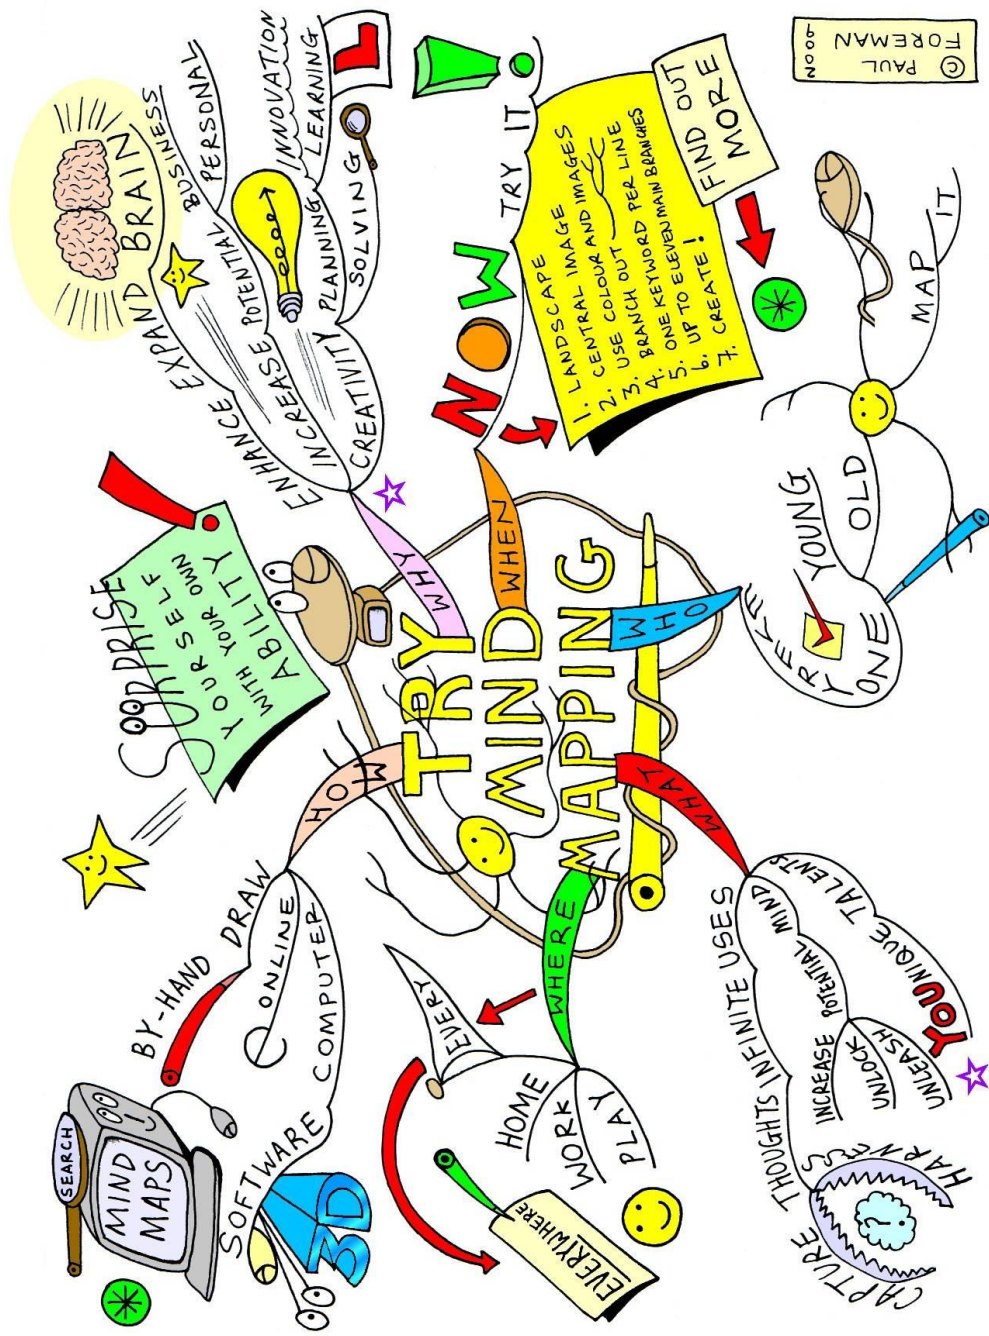 TRY
MIND
MAPPING
WHY
ENHANCE EXPAND BRAIN
INCREASE POTENTIAL BUSINESS
PERSONAL
CREATIVITY PLANNING LEARNING
INNOVATION
SOLVING
L
WHEN
NOW TRY IT
1. LANDSCAPE
2. CENTRAL IMAGE
3. USE COLOUR AND IMAGES
4. BRANCH OUT
5. ONE KEYWORD PER LINE
6. UP TO ELEVEN MAIN BRANCHES
7. CREATE!
FIND OUT
MORE
WHO
YOUNG
OLD
ONE
MAP IT
© PAUL
FOREMAN
2009
WHAT
THOUGHTS INFINITE USES
CAPTURE
HARNESS
INCREASE POTENTIAL MIND
UNLOCK
UNLEASH
YOUNIQUE TALENTS
WHERE
EVERY
HOME
WORK
PLAY
EVERYWHERE
HOW
BY-HAND DRAW
ONLINE
SOFTWARE COMPUTER
3D
SEARCH
MIND
MAPS
SURPRISE
YOURSELF
WITH YOUR OWN
ABILITY